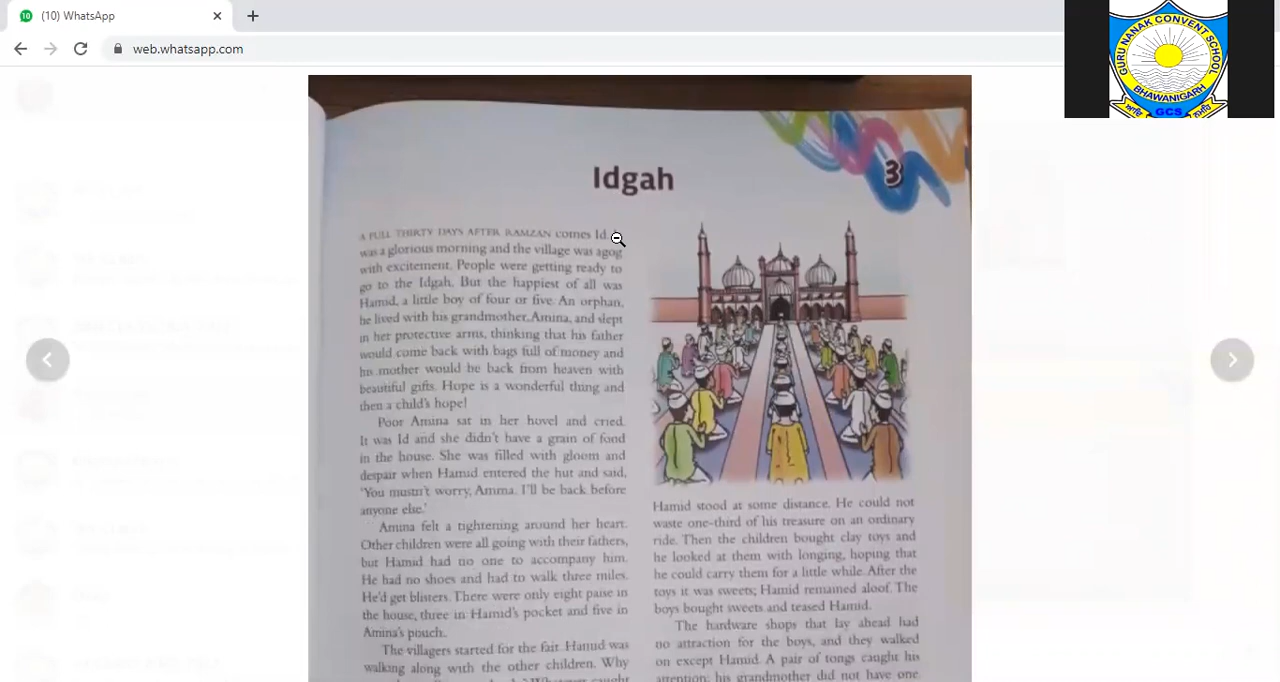 (10) WhatsApp
web.whatsapp.com
GURU NANAK CONVENT SCHOOL
BHAWANIGARH
GCS
Idgah
3
A FULL THIRTY DAYS AFTER RAMZAN comes Id.
was a glorious morning and the village was agog
with excitement. People were getting ready to
go to the Idgah. But the happiest of all was
Hamid, a little boy of four or five. An orphan,
he lived with his grandmother, Amina, and slept
in her protective arms, thinking that his father
would come back with bags full of money and
his mother would be back from heaven with
beautiful gifts. Hope is a wonderful thing and
then a child's hope!
Poor Amina sat in her hovel and cried.
It was Id and she didn't have a grain of food
in the house. She was filled with gloom and
despair when Hamid entered the hut and said,
'You mustn't worry, Amma. I'll be back before
anyone else.'
Amina felt a tightening around her heart.
Other children were all going with their fathers,
but Hamid had no one to accompany him.
He had no shoes and had to walk three miles.
He'd get blisters. There were only eight paise in
the house, three in Hamid's pocket and five in
Amina's pouch.
The villagers started for the fair. Hamid was
walking along with the other children. Why
Hamid stood at some distance. He could not
waste one-third of his treasure on an ordinary
ride. Then the children bought clay toys and
he looked at them with longing, hoping that
he could carry them for a little while. After the
toys it was sweets; Hamid remained aloof. The
boys bought sweets and teased Hamid.
The hardware shops that lay ahead had
no attraction for the boys, and they walked
on except Hamid. A pair of tongs caught his
attention; his grandmother did not have one